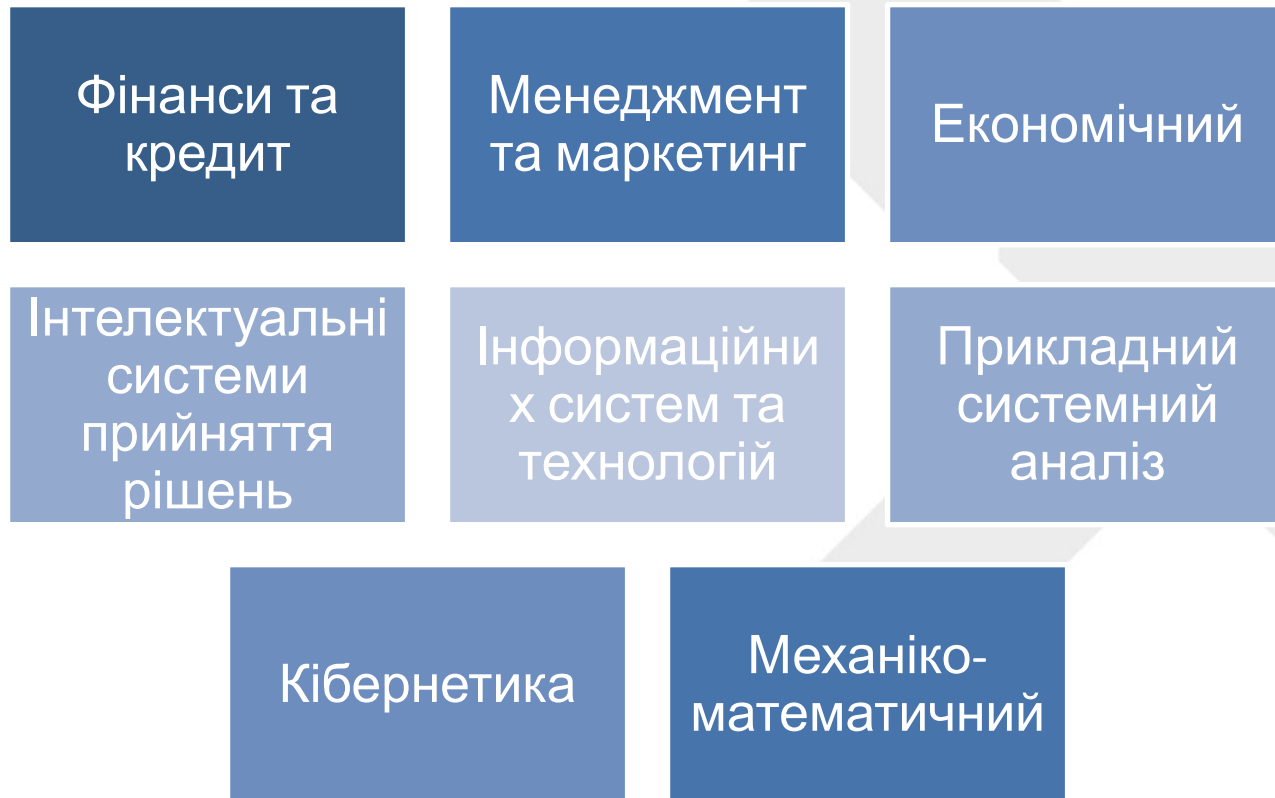 Фінанси та
кредит
Менеджмент
та маркетинг
Економічний
Інтелектуальні
системи
прийняття
рішень
Інформаційни
х систем та
технологій
Прикладний
системний
аналіз
Кібернетика
Механіко-
математичний